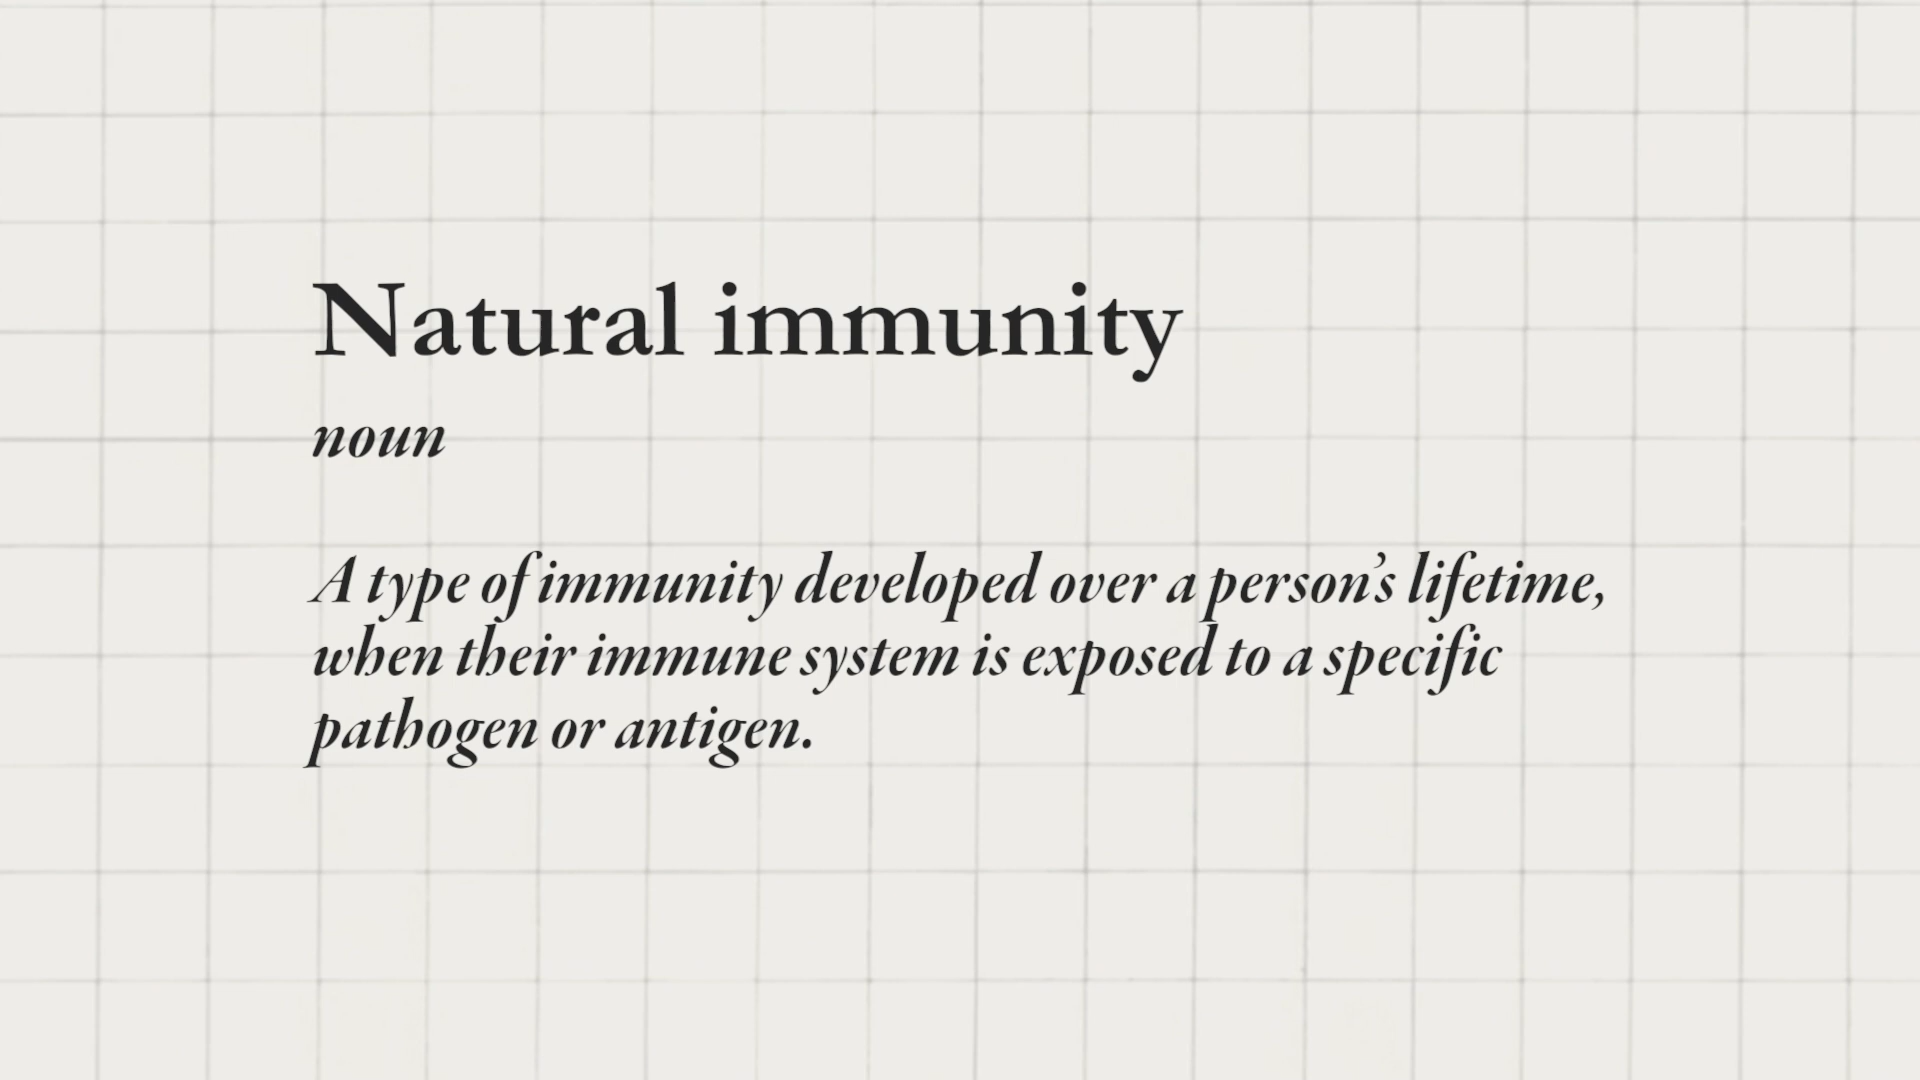 Natural immunity
noun
A type of immunity developed over a person’s lifetime,
when their immune system is exposed to a specific
pathogen or antigen.